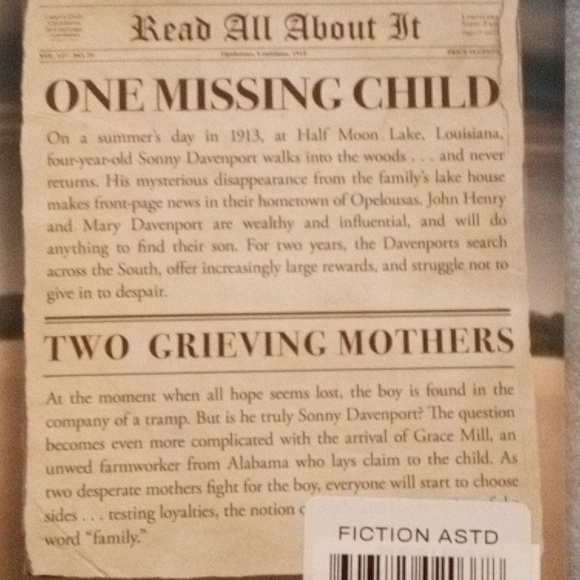 Read All About It
Opelousas, Louisiana, 1913
ONE MISSING CHILD
On a summer's day in 1913, at Half Moon Lake, Louisiana,
four-year-old Sonny Davenport walks into the woods . . . and never
returns. His mysterious disappearance from the family's lake house
makes front-page news in their hometown of Opelousas. John Henry
and Mary Davenport are wealthy and influential, and will do
anything to find their son. For two years, the Davenports search
across the South, offer increasingly large rewards, and struggle not to
give in to despair.
TWO GRIEVING MOTHERS
At the moment when all hope seems lost, the boy is found in the
company of a tramp. But is he truly Sonny Davenport? The question
becomes even more complicated with the arrival of Grace Mill, an
unwed farmworker from Alabama who lays claim to the child. As
two desperate mothers fight for the boy, everyone will start to choose
sides . . . testing loyalties, the notion
word "family."
FICTION ASTD